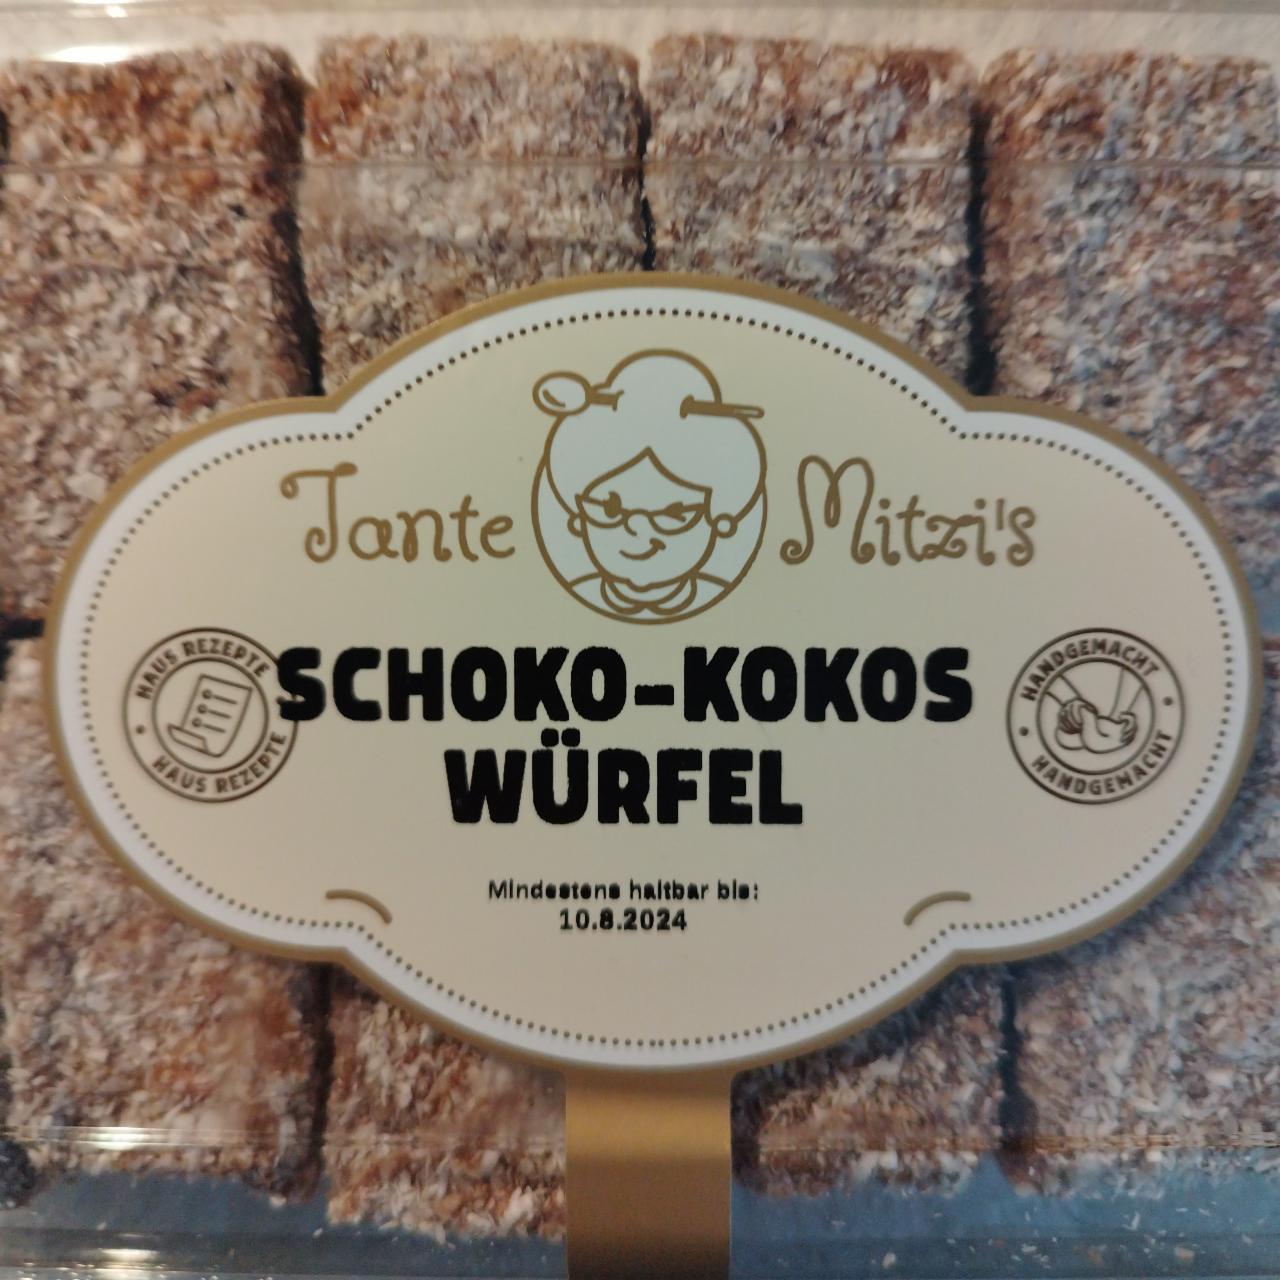 Tante Mitzi's
HAUS REZEPTE
HAUS REZEPTE
SCHOKO-KOKOS
WÜRFEL
HANDGEMACHT
HANDGEMACHT
Mindestens haltbar bis:
10.8.2024